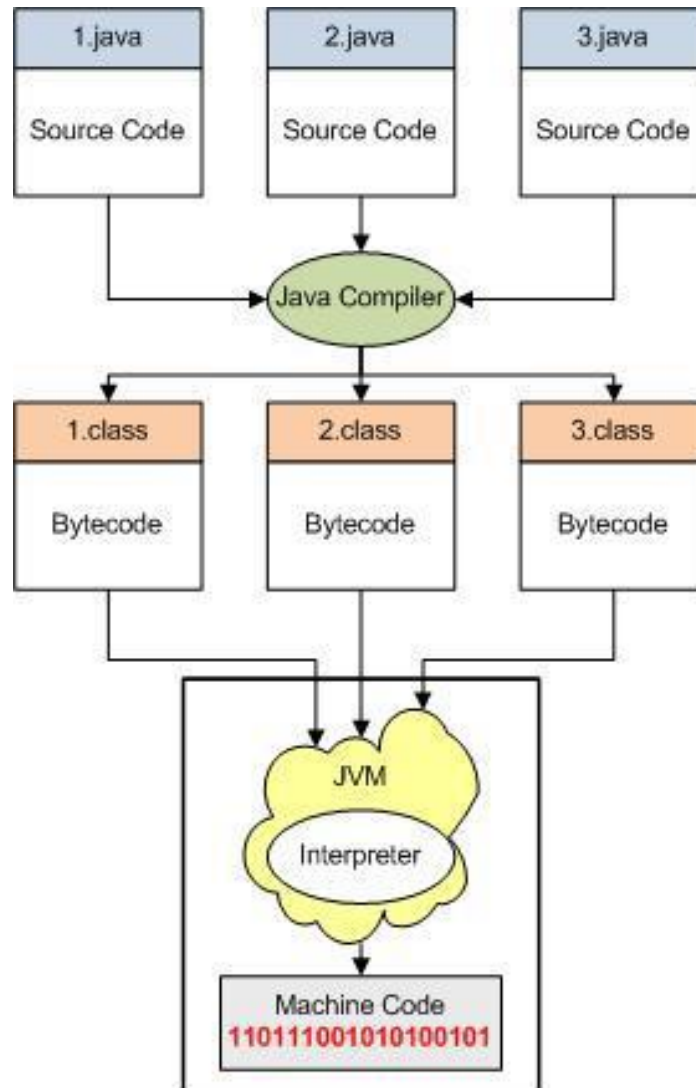 1.java
2.java
3.java
Source Code
Source Code
Source Code
Java Compiler
1.class
2.class
3.class
Bytecode
Bytecode
Bytecode
JVM
Interpreter
Machine Code
110111001010100101